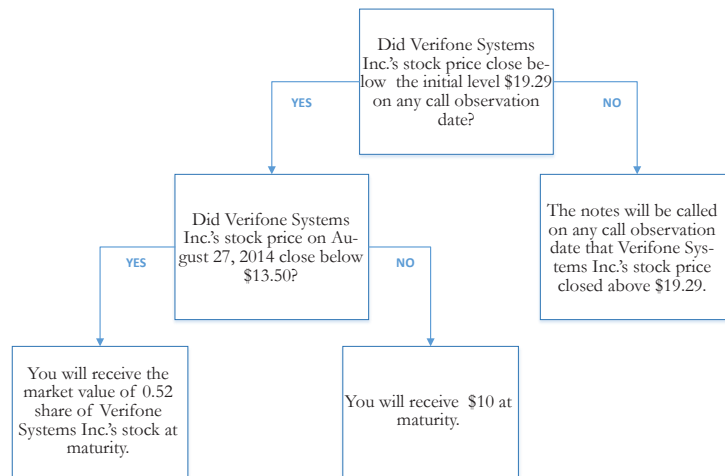 Did Verifone Systems
Inc.'s stock price close be-
low the initial level $19.29
on any call observation
date?
YES
NO
Did Verifone Systems
Inc.'s stock price on Au-
gust 27, 2014 close below
$13.50?
The notes will be called
on any call observation
date that Verifone Sys-
tems Inc.'s stock price
closed above $19.29.
YES
NO
You will receive the
market value of 0.52
share of Verifone
Systems Inc.'s stock at
maturity.
You will receive $10 at
maturity.